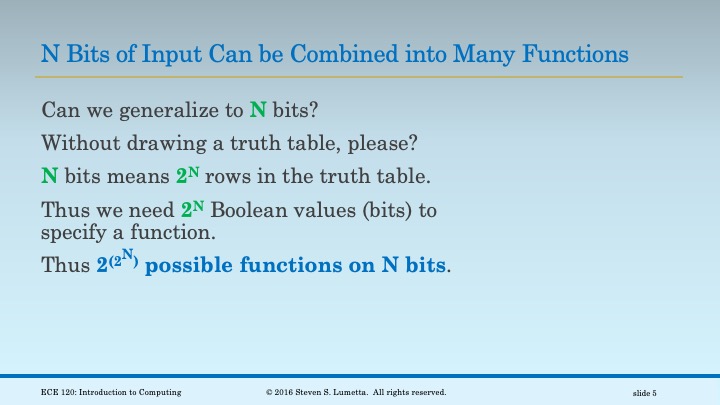 N Bits of Input Can be Combined into Many Functions
Can we generalize to N bits?
Without drawing a truth table, please?
N bits means 2^N rows in the truth table.
Thus we need 2^N Boolean values (bits) to
specify a function.
Thus 2^(2^N) possible functions on N bits.
ECE 120: Introduction to Computing © 2016 Steven S. Lumetta. All rights reserved. slide 5